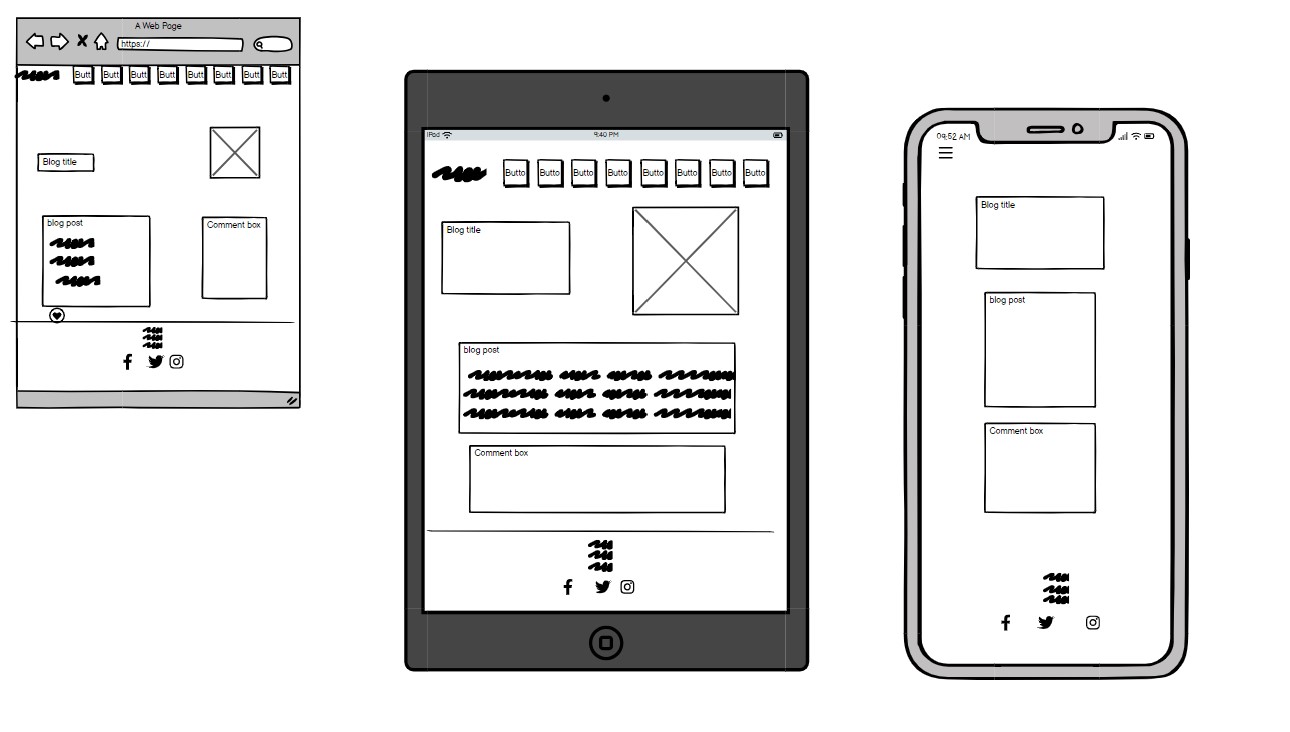 A Web Page
https://
Butt Butt Butt Butt Butt Butt Butt Butt
Blog title
blog post
Comment box
iPad
9:40 PM
Butto Butto Butto Butto Butto Butto Butto Butto
Blog title
blog post
Comment box
09:52 AM
Blog title
blog post
Comment box